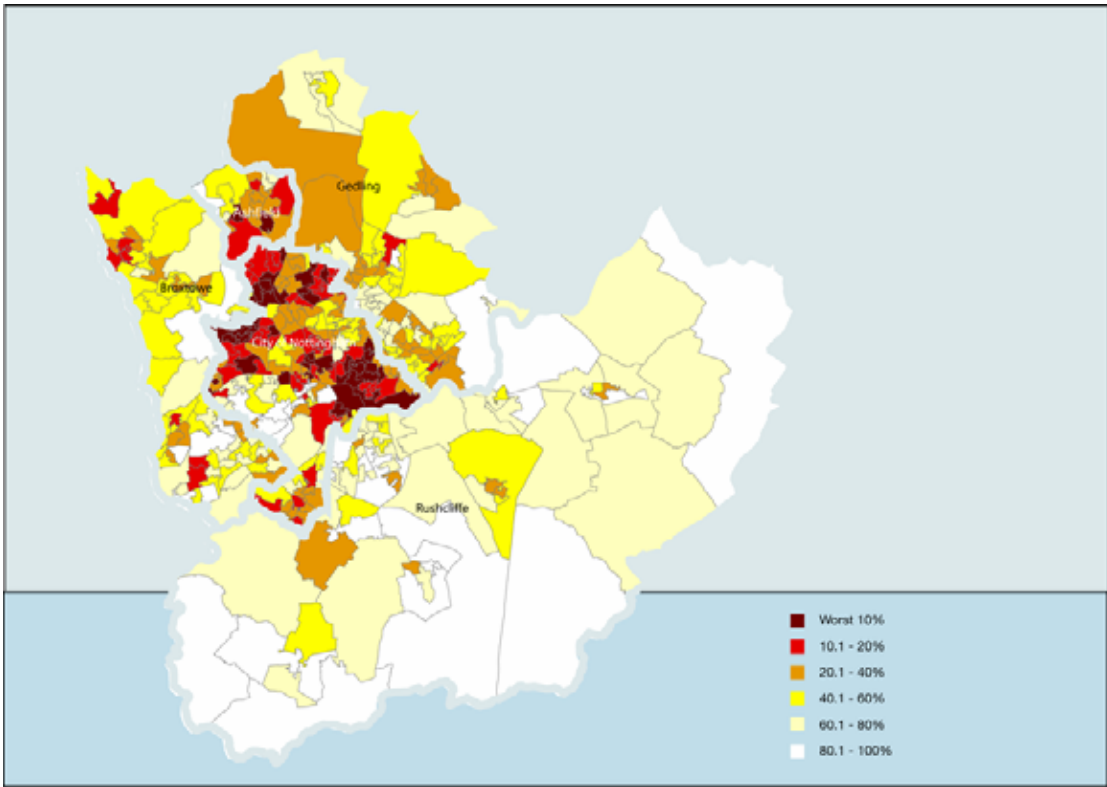 Gedling
Ashfield
Broxtowe
City of Nottingham
Rushcliffe
Worst 10%
10.1 - 20%
20.1 - 40%
40.1 - 60%
60.1 - 80%
80.1 - 100%